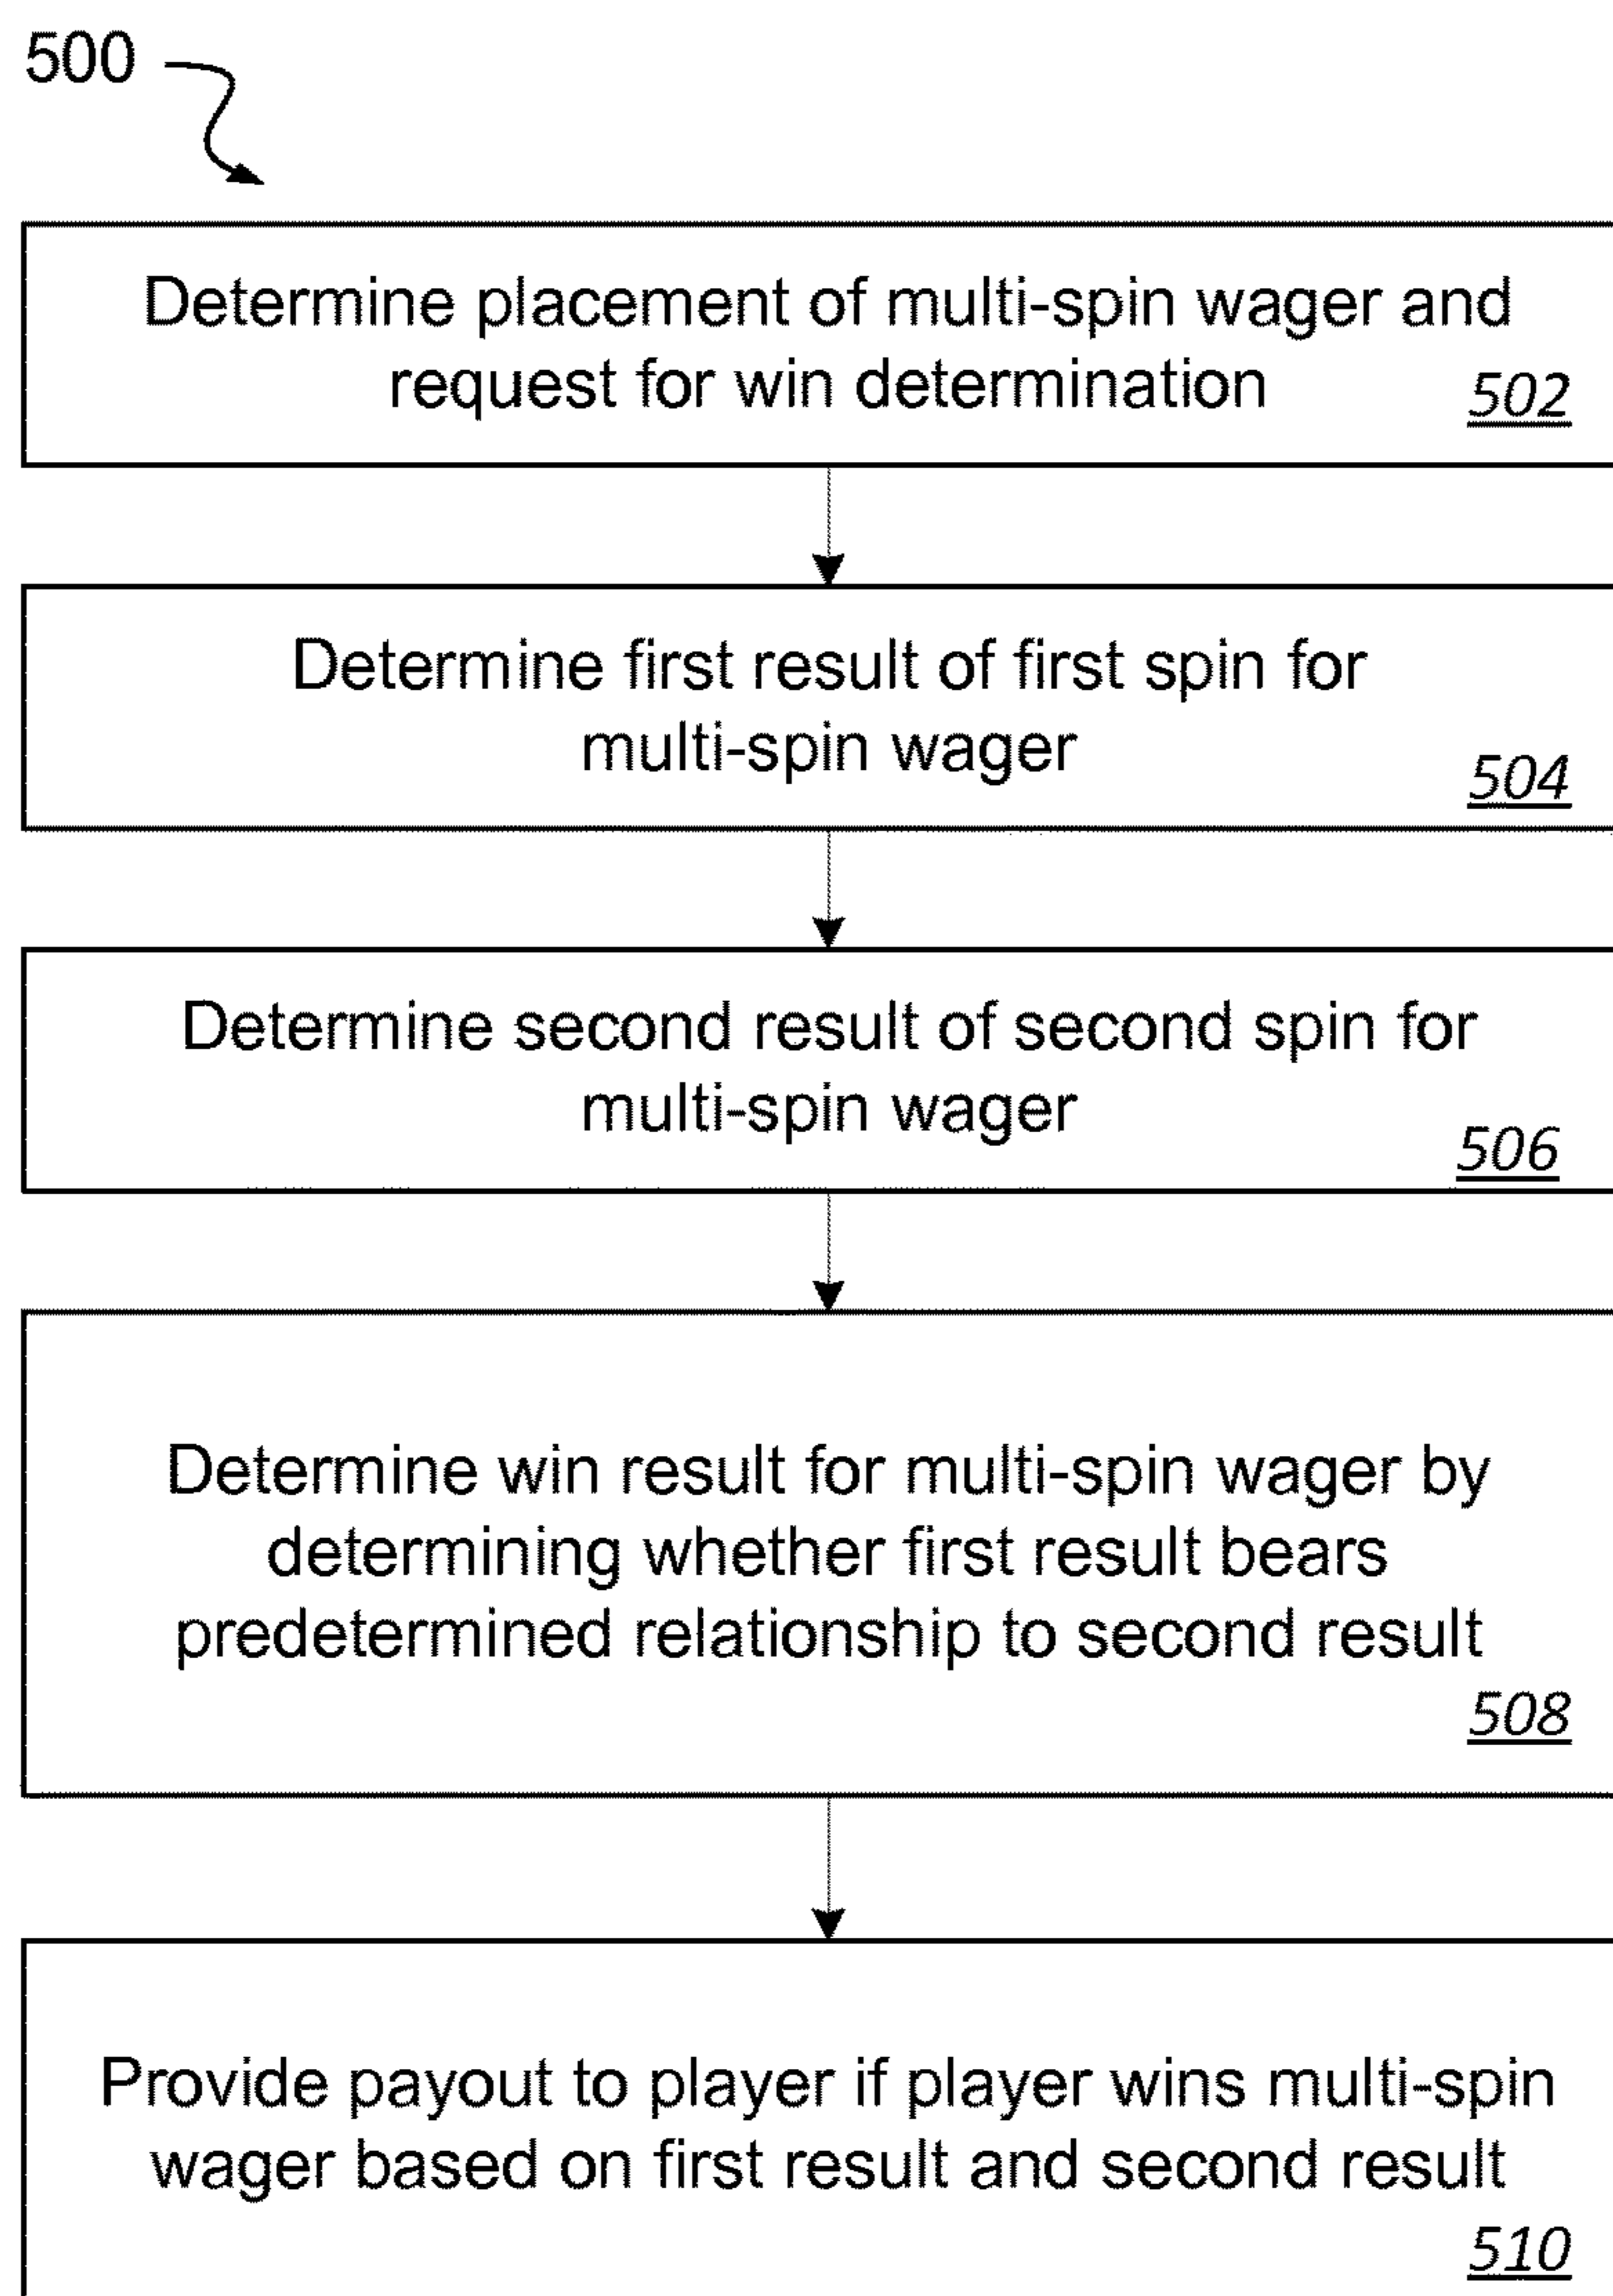 500
Determine placement of multi-spin wager and
request for win determination
502
Determine first result of first spin for
multi-spin wager
504
Determine second result of second spin for
multi-spin wager
506
Determine win result for multi-spin wager by
determining whether first result bears
predetermined relationship to second result
508
Provide payout to player if player wins multi-spin
wager based on first result and second result
510